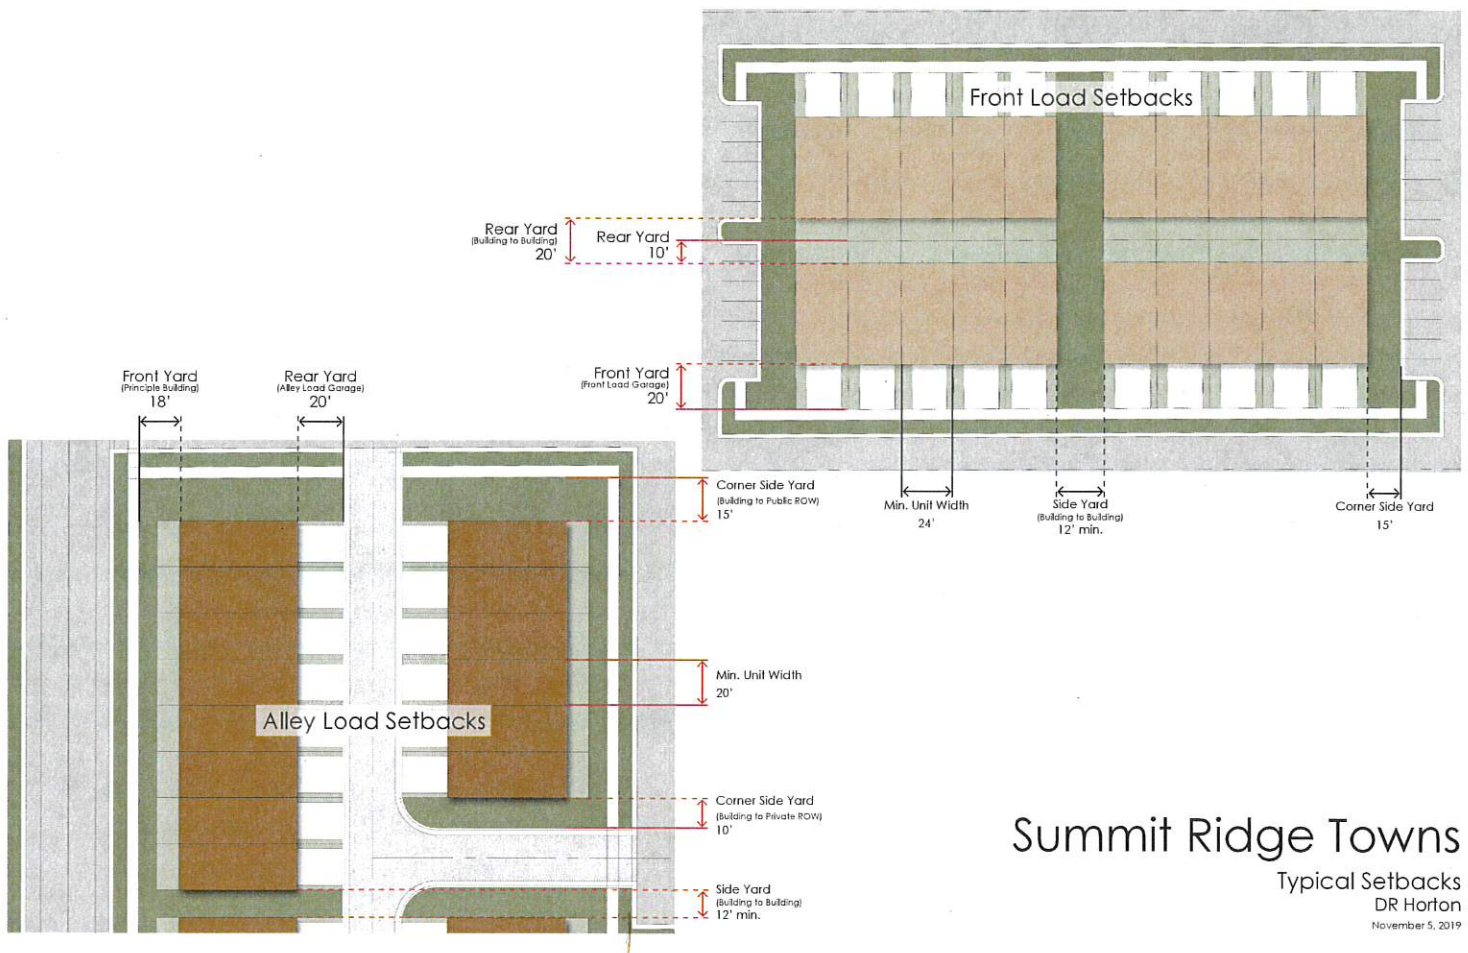 Front Load Setbacks
Rear Yard
(Building to Building)
20'
Rear Yard
10'
Front Yard
(Front Load Garage)
20'
Min. Unit Width
24'
Side Yard
(Building to Building)
12' min.
Corner Side Yard
15'
Front Yard
(Principle Building)
18'
Rear Yard
(Alley Load Garage)
20'
Corner Side Yard
(Building to Public ROW)
15'
Min. Unit Width
20'
Alley Load Setbacks
Corner Side Yard
(Building to Private ROW)
10'
Side Yard
(Building to Building)
12' min.
Summit Ridge Towns
Typical Setbacks
DR Horton
November 5, 2019